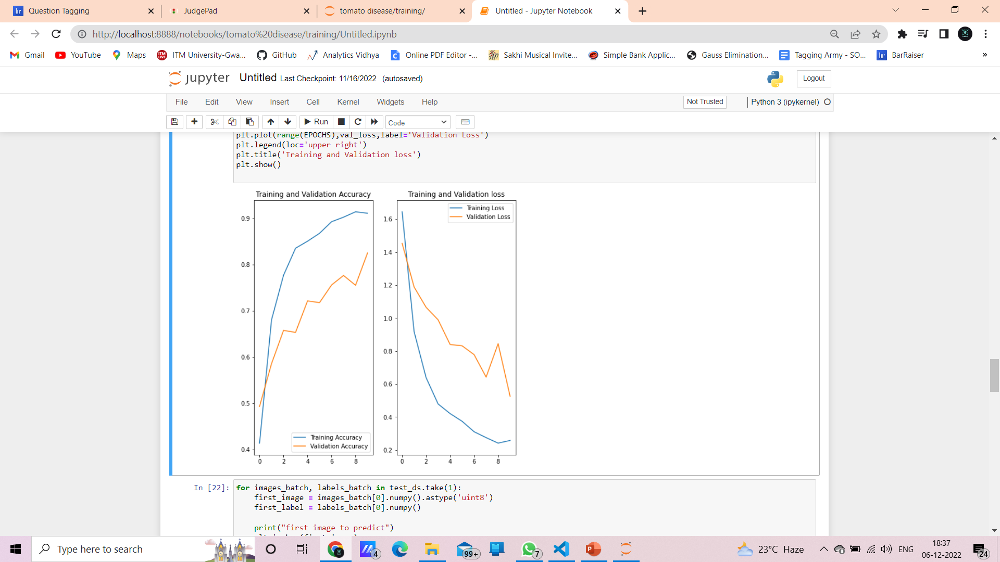 Question Tagging
JudgePad
tomato disease/training/
Untitled - Jupyter Notebook
http://localhost:8888/notebooks/tomato%20disease/training/Untitled.ipynb
Gmail
YouTube
Maps
ITM University-Gwa...
GitHub
Analytics Vidhya
Online PDF Editor -...
Sakhi Musical Invite...
Simple Bank Applic...
Gauss Elimination...
Tagging Army - SO...
BarRaiser
»
jupyter Untitled Last Checkpoint: 11/16/2022 (autosaved)
Logout
File Edit View Insert Cell Kernel Widgets Help
Not Trusted
Python 3 (ipykernel)
Run
Code
plt.plot(range(EPOCHS),val_loss,label='Validation Loss')
plt.legend(loc='upper right')
plt.title('Training and Validation loss')
plt.show()
Training and Validation Accuracy
0.9
0.8
0.7
0.6
0.5
0.4
Training Accuracy
Validation Accuracy
0 2 4 6 8
Training and Validation loss
Training Loss
Validation Loss
1.6
1.4
1.2
1.0
0.8
0.6
0.4
0.2
0 2 4 6 8
In [22]:
for images_batch, labels_batch in test_ds.take(1):
first_image = images_batch[0].numpy().astype('uint8')
first_label = labels_batch[0].numpy()
print("first image to predict")
Type here to search
4
99+
7
23°C Haze
ENG
18:37
06-12-2022
24